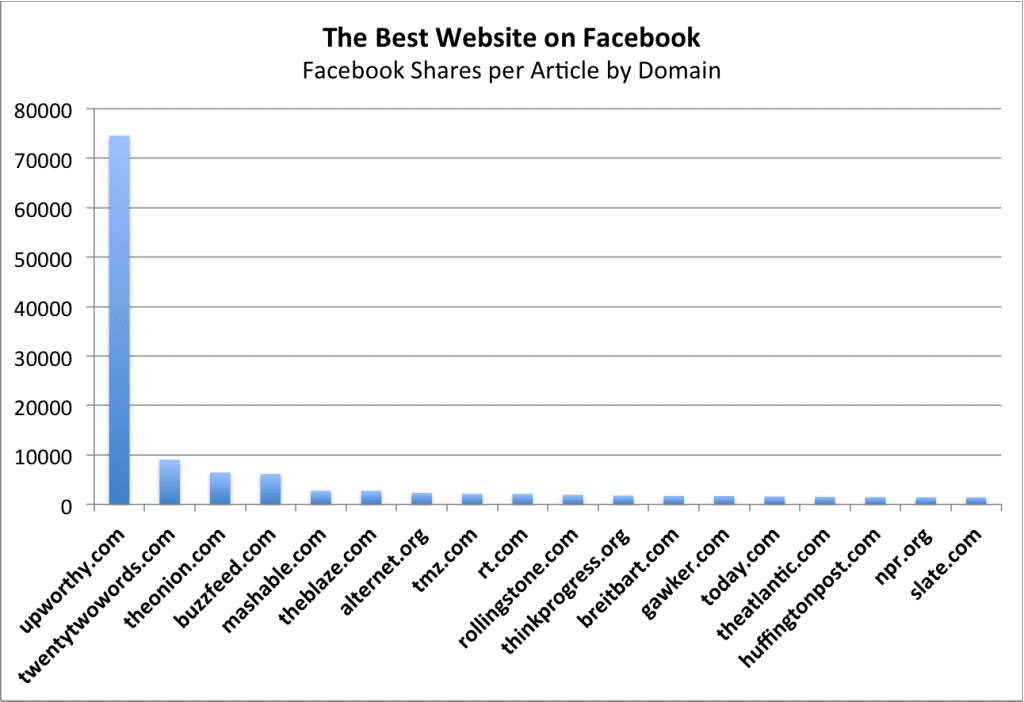 The Best Website on Facebook
Facebook Shares per Article by Domain
80000
70000
60000
50000
40000
30000
20000
10000
0
upworthy.com
twentytwowords.com
theonion.com
buzzfeed.com
mashable.com
theblaze.com
alternet.org
tmz.com
rt.com
rollingstone.com
thinkprogress.org
breitbart.com
gawker.com
today.com
theatlantic.com
huffingtonpost.com
npr.org
slate.com